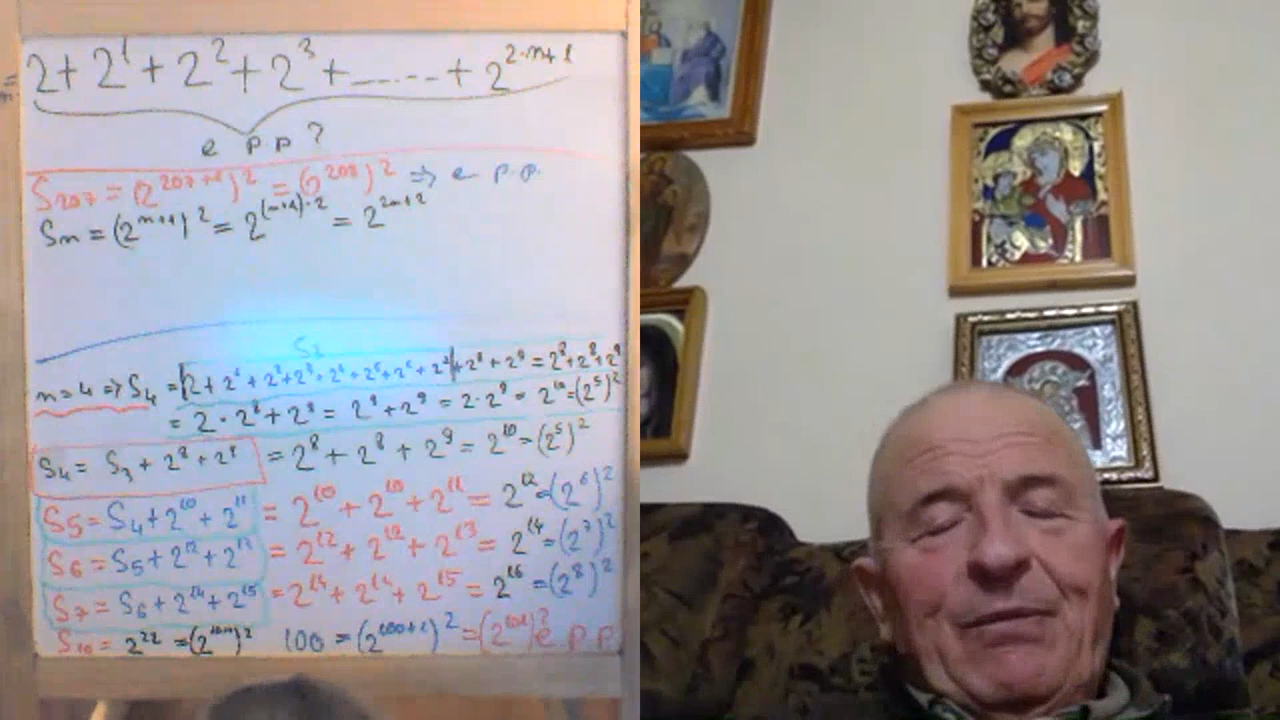 2 + 2¹ + 2² + 2³ + ...... + 2^(2·n+1)
e p.p ?
S₂₀₇ = (2^(207+1))² = (2²⁰⁸)² ⇒ e p.p.
Sₙ = (2^(n+1))² = 2^((n+1)·2) = 2^(2n+2)
S₃
n = 4 ⇒ S₄ = 2 + 2¹ + 2² + 2³ + 2⁴ + 2⁵ + 2⁶ + 2⁷ + 2⁸ + 2⁹ = 2⁸ + 2⁸ + 2⁹
= 2 · 2⁸ + 2⁹ = 2⁹ + 2⁹ = 2 · 2⁹ = 2¹⁰ = (2⁵)²
S₄ = S₃ + 2⁸ + 2⁹ = 2⁸ + 2⁸ + 2⁹ = 2¹⁰ = (2⁵)²
S₅ = S₄ + 2¹⁰ + 2¹¹ = 2¹⁰ + 2¹⁰ + 2¹¹ = 2¹² = (2⁶)²
S₆ = S₅ + 2¹² + 2¹³ = 2¹² + 2¹² + 2¹³ = 2¹⁴ = (2⁷)²
S₇ = S₆ + 2¹⁴ + 2¹⁵ = 2¹⁴ + 2¹⁴ + 2¹⁵ = 2¹⁶ = (2⁸)²
S₁₀ = 2²² = (2^(10+1))² 100 = (2^(100+1))² = (2¹⁰¹)² e p p